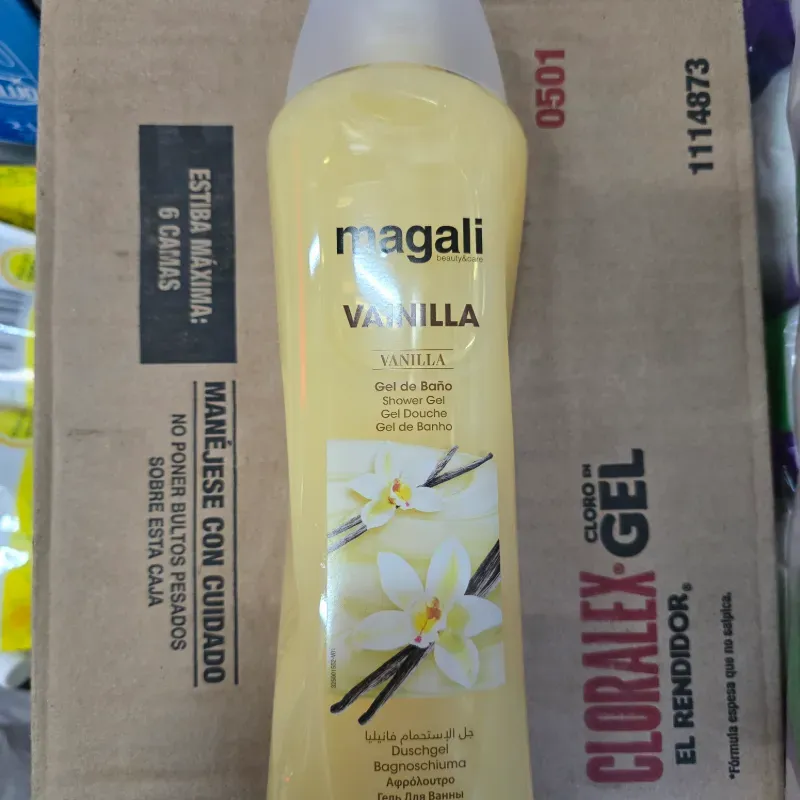 magali
beauty&care
VAINILLA
VANILLA
Gel de Baño
Shower Gel
Gel Douche
Gel de Banho
جل الإستحمام فانيليا
Duschgel
Bagnoschiuma
Αφρόλουτρο
Гель Для Ванны
ESTIBA MÁXIMA:
6 CAMAS
MANÉJESE CON CUIDADO
NO PONER BULTOS PESADOS
SOBRE ESTA CAJA
0501
1114873
CLORALEX®
CLORO EN
GEL
EL RENDIDOR®
*Fórmula espesa que no salpica.